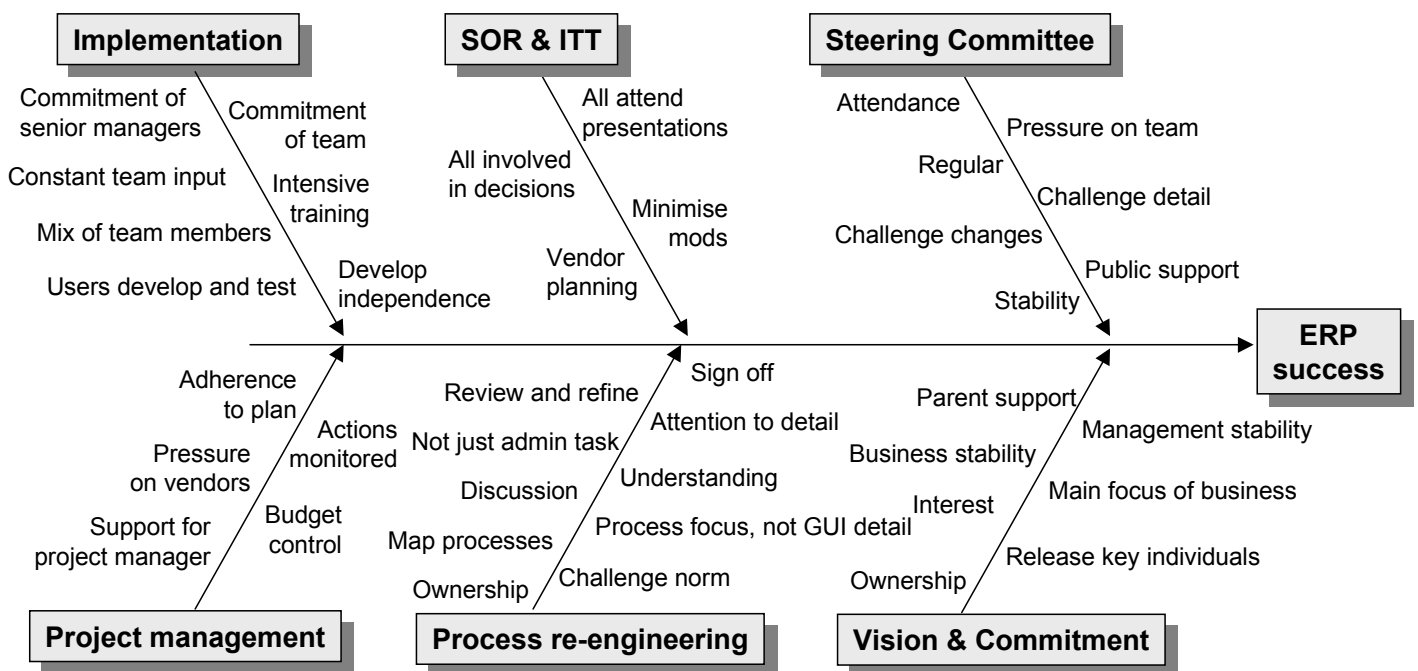 Implementation
SOR & ITT
Steering Committee
Commitment of
senior managers
Commitment
of team
Constant team input
Intensive
training
Mix of team members
Users develop and test
Develop
independence
All attend
presentations
All involved
in decisions
Minimise
mods
Vendor
planning
Attendance
Pressure on team
Regular
Challenge detail
Challenge changes
Public support
Stability
ERP
success
Adherence
to plan
Actions
monitored
Pressure
on vendors
Budget
control
Support for
project manager
Sign off
Review and refine
Attention to detail
Not just admin task
Understanding
Discussion
Process focus, not GUI detail
Map processes
Challenge norm
Ownership
Parent support
Management stability
Business stability
Main focus of business
Interest
Release key individuals
Ownership
Project management
Process re-engineering
Vision & Commitment